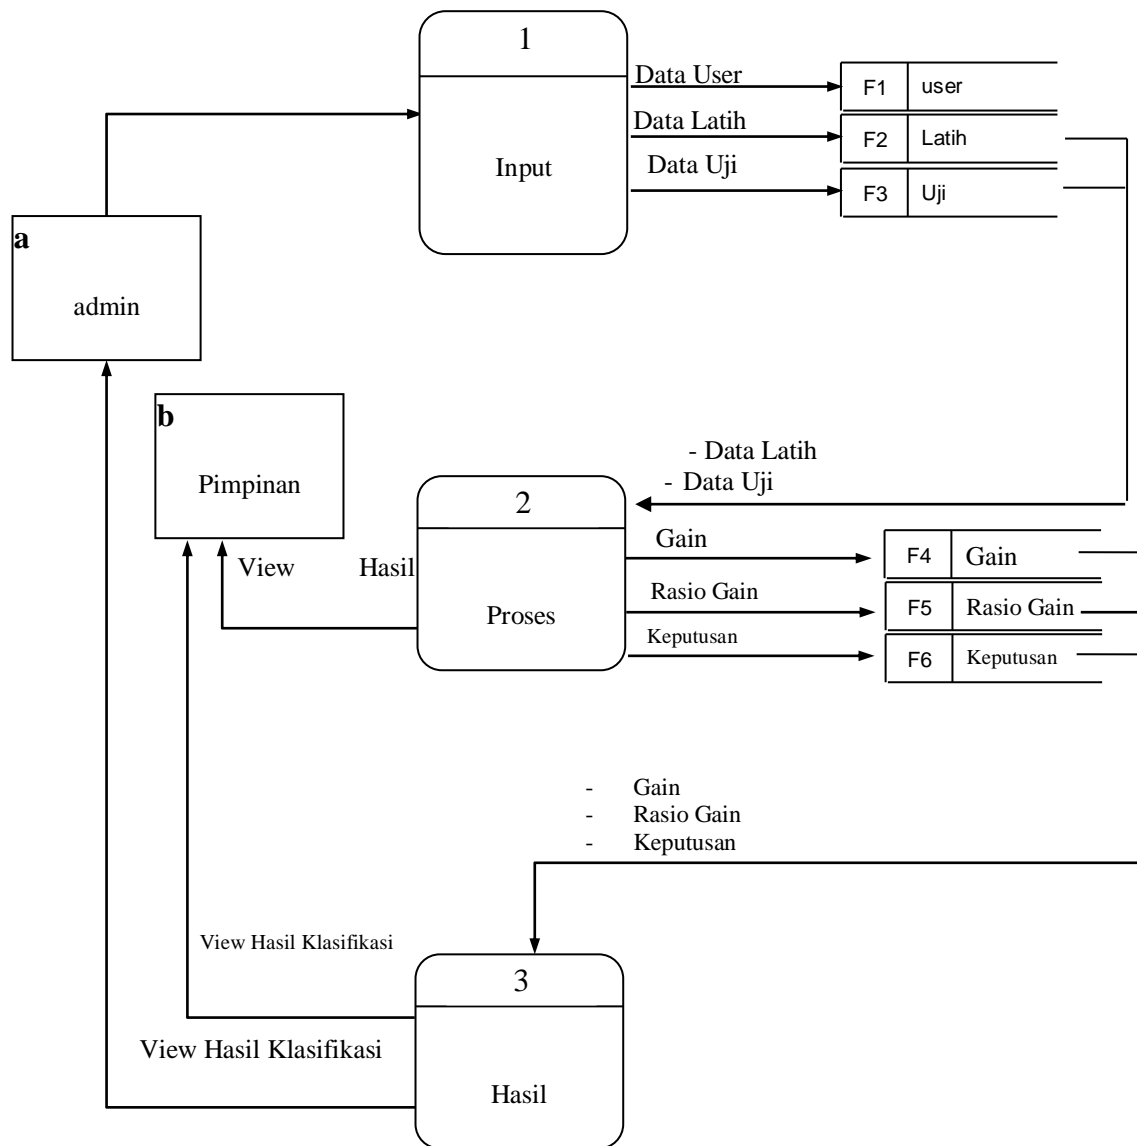 1
Data User
F1 user
Data Latih
F2 Latih
Input
Data Uji
F3 Uji
a
admin
b
Pimpinan
- Data Latih
- Data Uji
2
Gain
F4 Gain
View Hasil
Rasio Gain
F5 Rasio Gain
Proses
Keputusan
F6 Keputusan
- Gain
- Rasio Gain
- Keputusan
View Hasil Klasifikasi
3
View Hasil Klasifikasi
Hasil